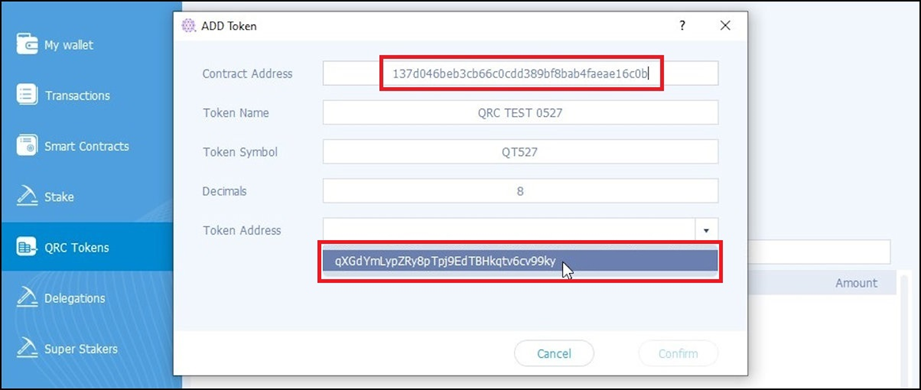 My wallet
Transactions
Smart Contracts
Stake
QRC Tokens
Delegations
Super Stakers
ADD Token
?
Contract Address
137d046beb3cb66c0cdd389bf8bab4faeae16c0b
Token Name
QRC TEST 0527
Token Symbol
QT527
Decimals
8
Token Address
qXGdYmLypZRy8pTpj9EdTBHkqtv6cv99ky
Cancel
Confirm
Amount